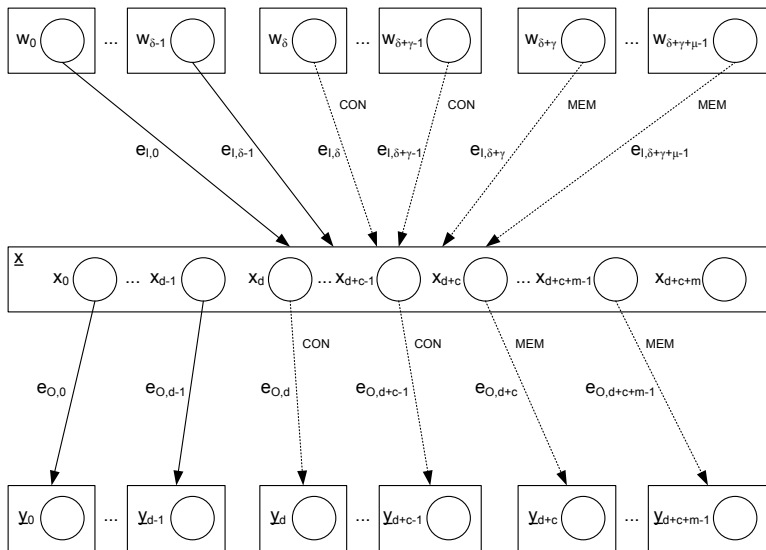 w0 ... wδ-1 wδ ... wδ+γ-1 wδ+γ ... wδ+γ+μ-1
CON CON MEM MEM
eI,0 eI,δ-1 eI,δ eI,δ+γ-1 eI,δ+γ eI,δ+γ+μ-1
x
x0 ... xd-1 xd ... xd+c-1 xd+c ... xd+c+m-1 xd+c+m
CON CON MEM MEM
eO,0 eO,d-1 eO,d eO,d+c-1 eO,d+c eO,d+c+m-1
y0 ... yd-1 yd ... yd+c-1 yd+c ... yd+c+m-1